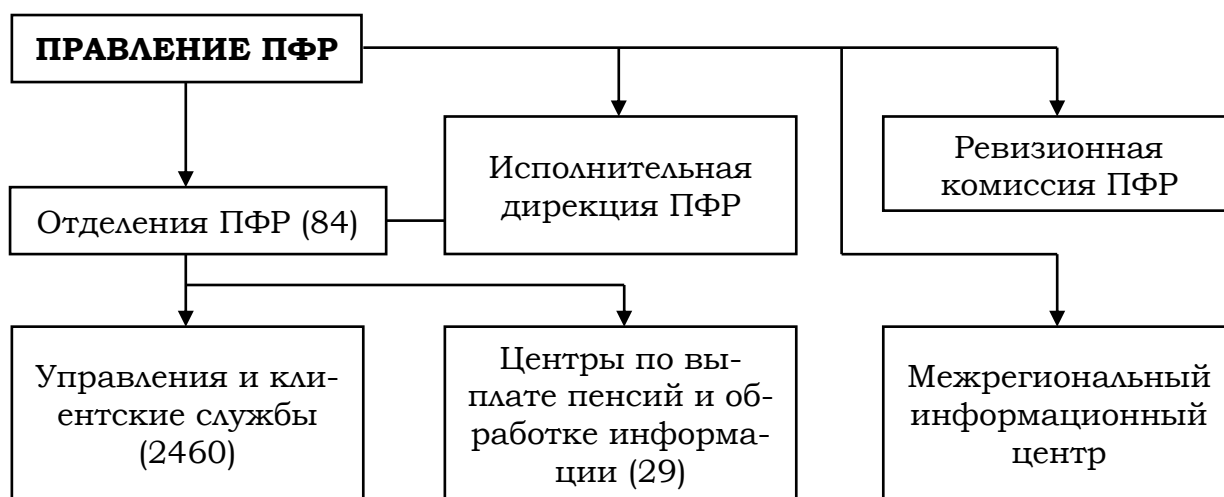 ПРАВЛЕНИЕ ПФР
Исполнительная
дирекция ПФР
Ревизионная
комиссия ПФР
Отделения ПФР (84)
Управления и кли-
ентские службы
(2460)
Центры по вы-
плате пенсий и об-
работке информа-
ции (29)
Межрегиональный
информационный
центр